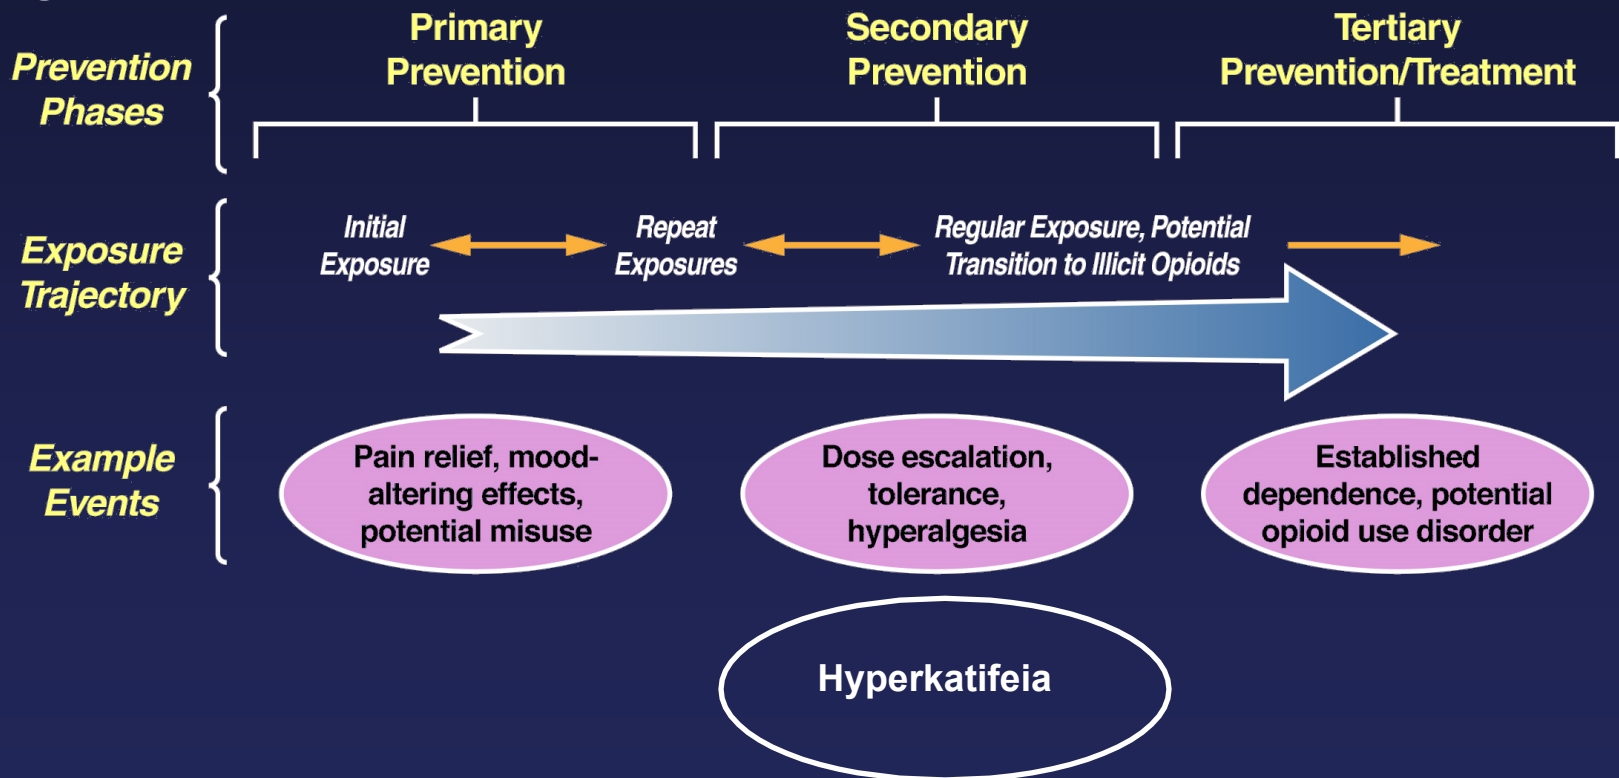 Prevention
Phases
Primary
Prevention
Secondary
Prevention
Tertiary
Prevention/Treatment
Exposure
Trajectory
Initial
Exposure
Repeat
Exposures
Regular Exposure, Potential
Transition to Illicit Opioids
Example
Events
Pain relief, mood-
altering effects,
potential misuse
Dose escalation,
tolerance,
hyperalgesia
Established
dependence, potential
opioid use disorder
Hyperkatifeia